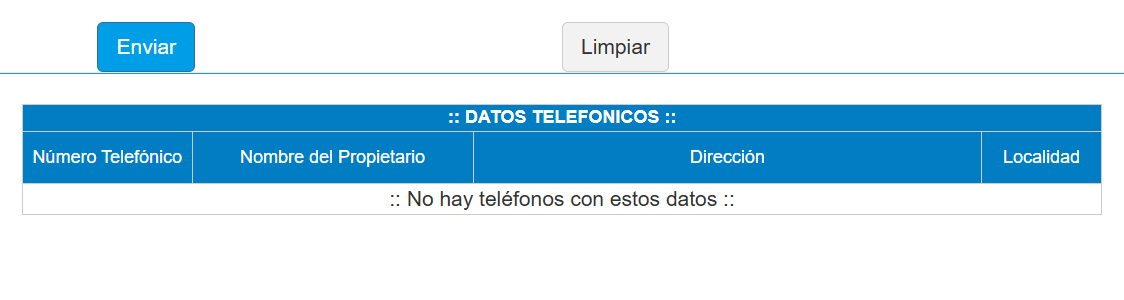 Enviar Limpiar
:: DATOS TELEFONICOS ::
Número Telefónico Nombre del Propietario Dirección Localidad
:: No hay teléfonos con estos datos ::